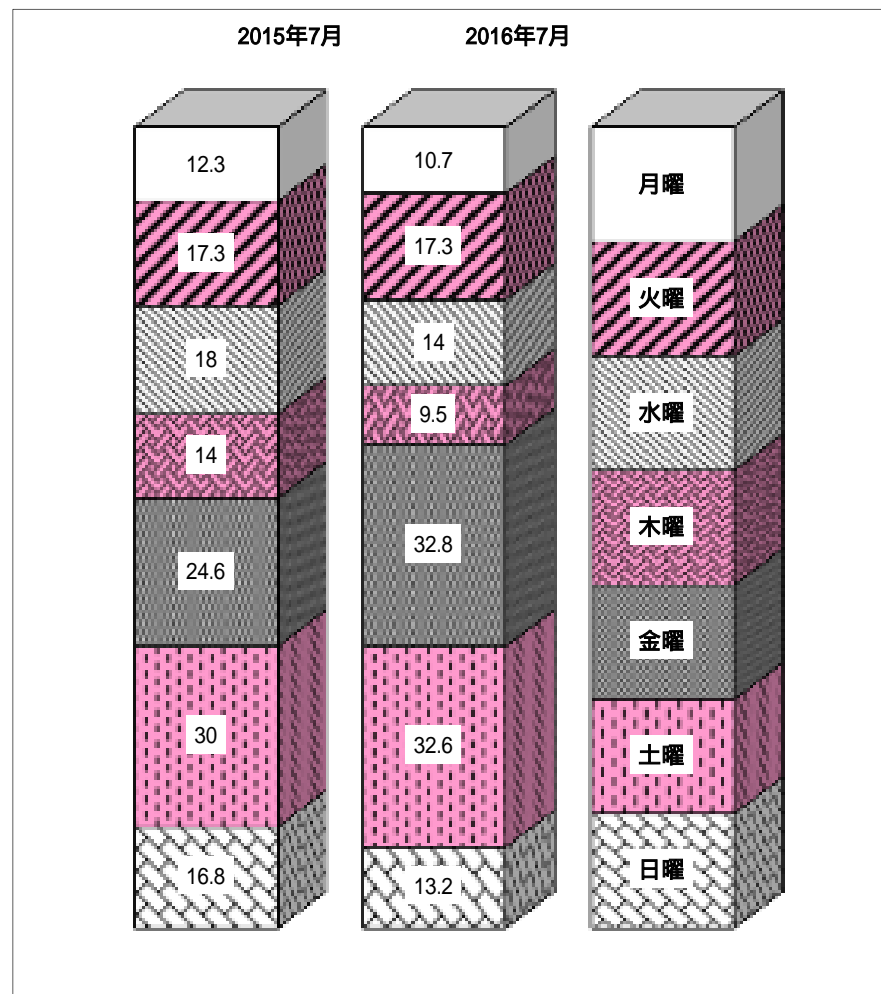 2015年7月 2016年7月
12.3 10.7 月曜
17.3 17.3 火曜
18 14 水曜
14 9.5 木曜
24.6 32.8 金曜
30 32.6 土曜
16.8 13.2 日曜